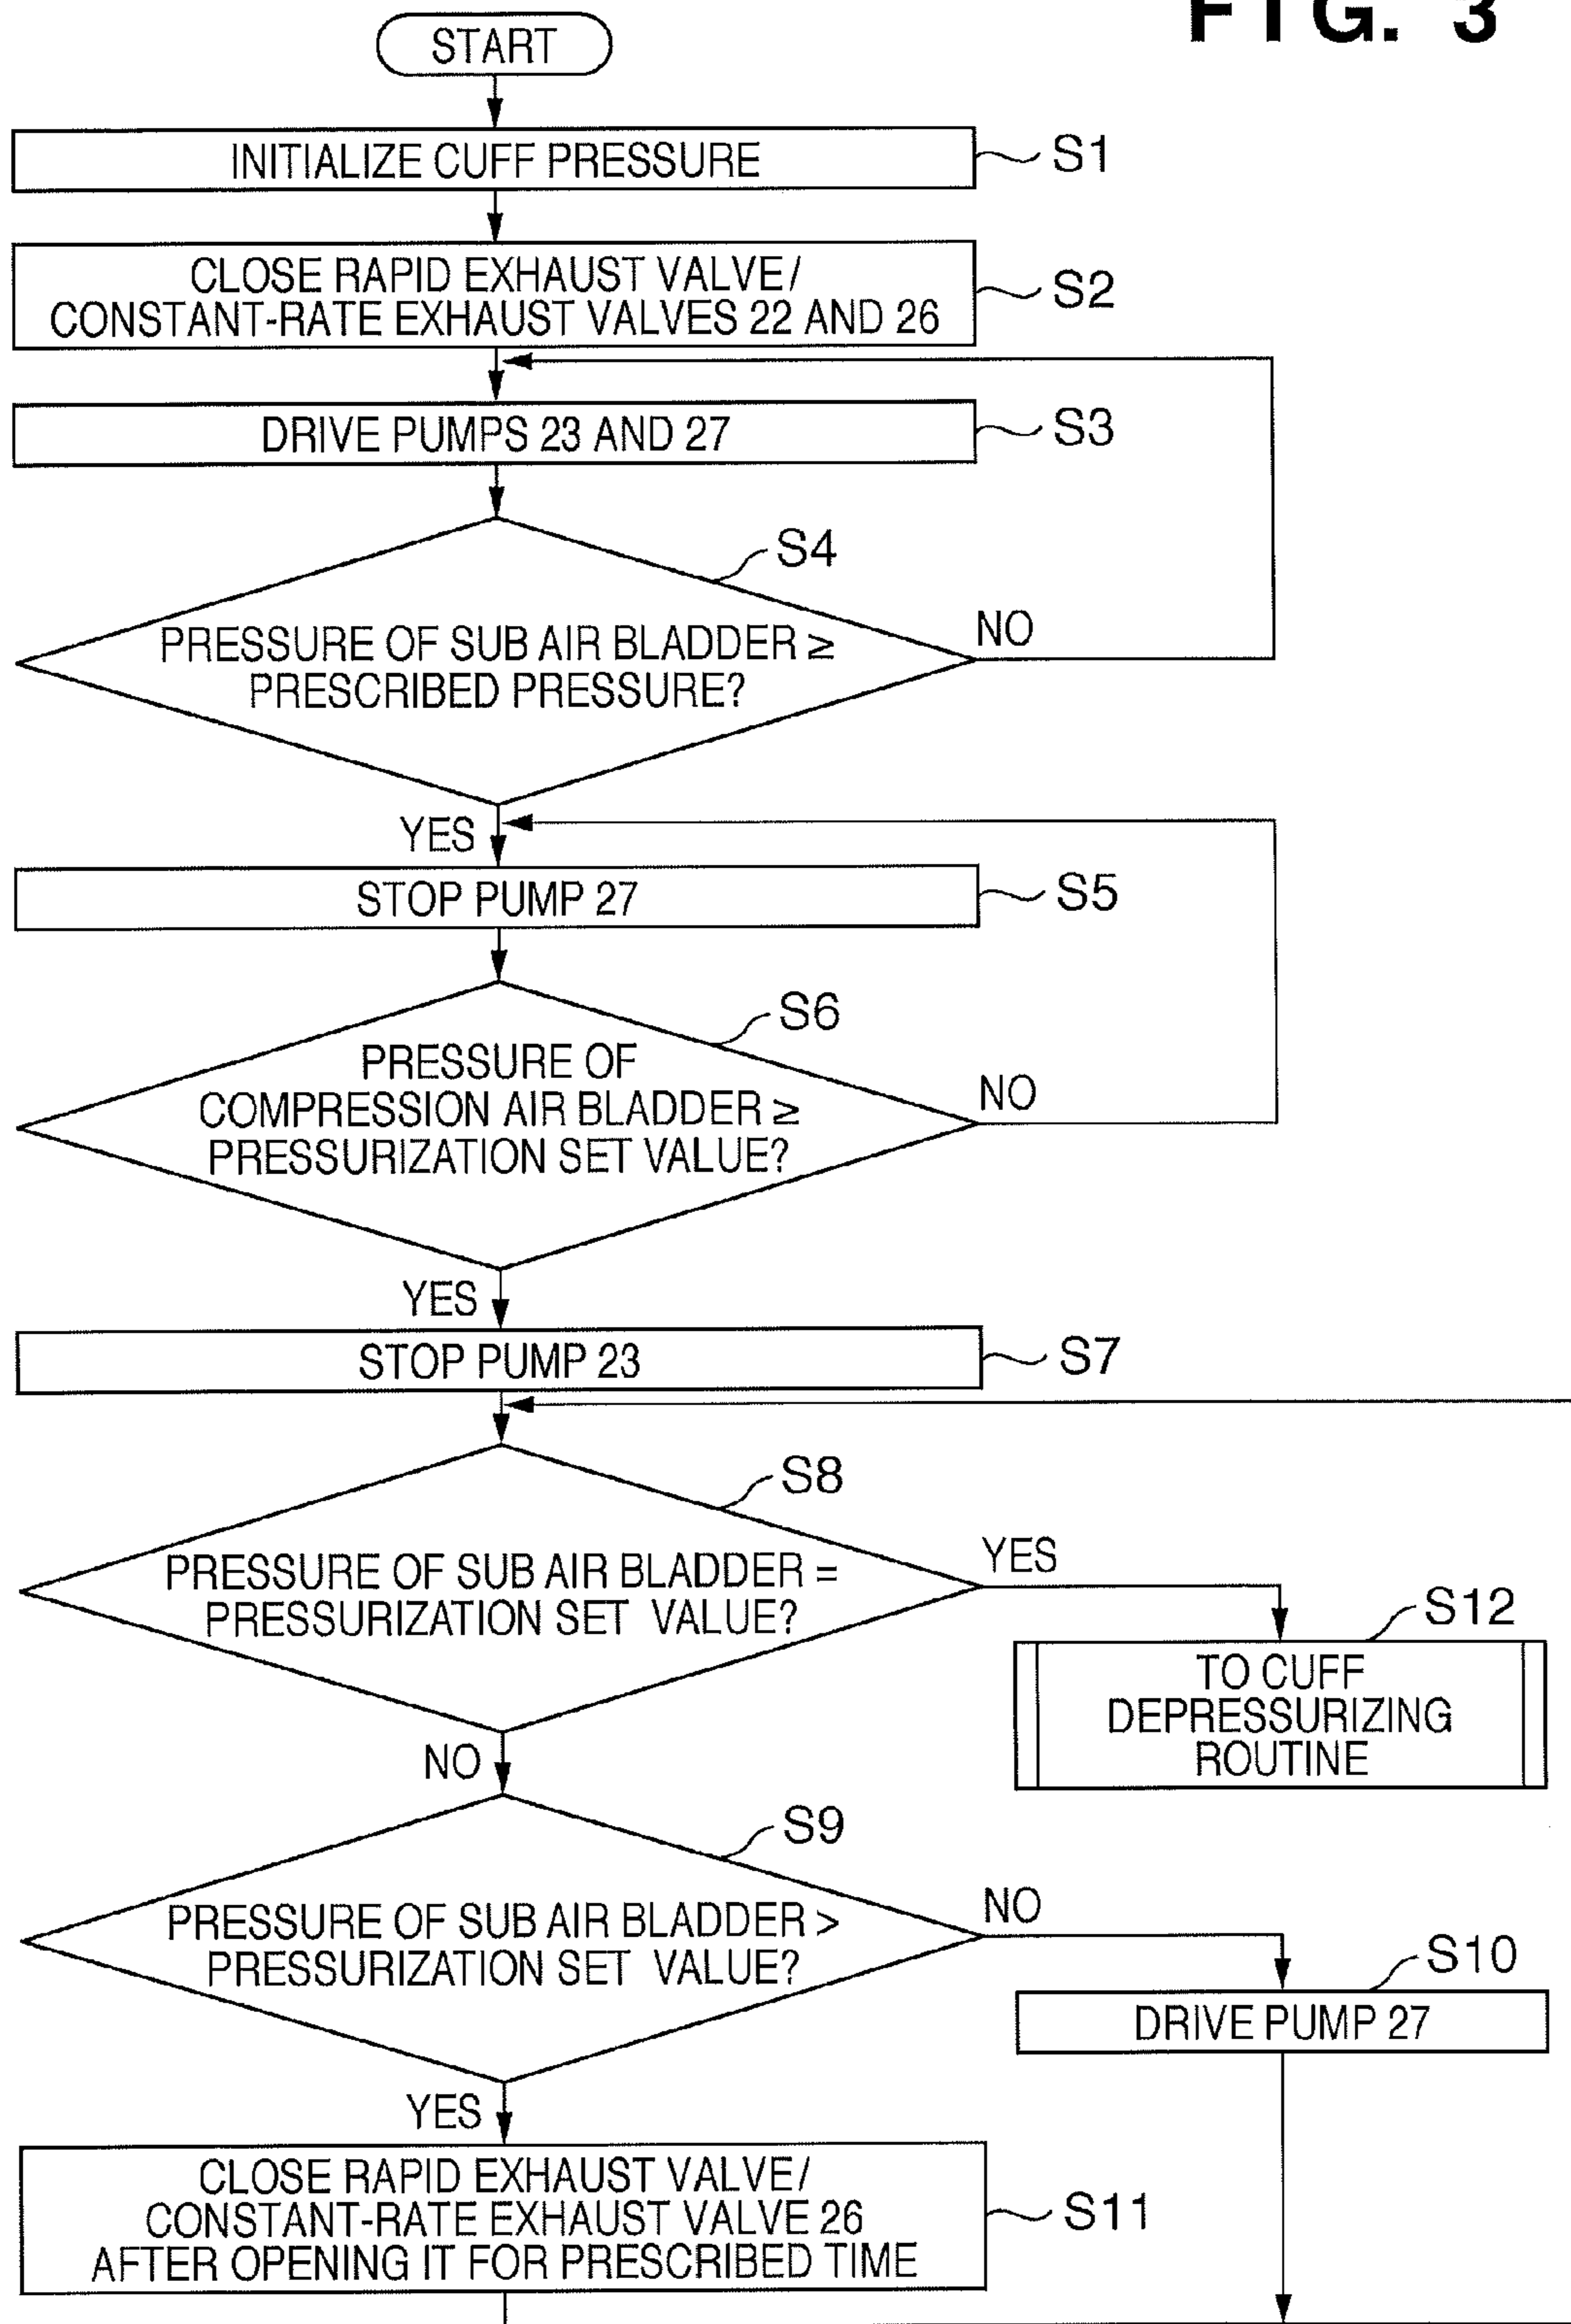 FIG. 3
START
INITIALIZE CUFF PRESSURE
S1
CLOSE RAPID EXHAUST VALVE/
CONSTANT-RATE EXHAUST VALVES 22 AND 26
S2
DRIVE PUMPS 23 AND 27
S3
S4
PRESSURE OF SUB AIR BLADDER ≥
PRESCRIBED PRESSURE?
NO
YES
STOP PUMP 27
S5
S6
PRESSURE OF
COMPRESSION AIR BLADDER ≥
PRESSURIZATION SET VALUE?
NO
YES
STOP PUMP 23
S7
S8
PRESSURE OF SUB AIR BLADDER =
PRESSURIZATION SET VALUE?
YES
S12
TO CUFF
DEPRESSURIZING
ROUTINE
NO
S9
PRESSURE OF SUB AIR BLADDER >
PRESSURIZATION SET VALUE?
NO
S10
DRIVE PUMP 27
YES
CLOSE RAPID EXHAUST VALVE/
CONSTANT-RATE EXHAUST VALVE 26
AFTER OPENING IT FOR PRESCRIBED TIME
S11